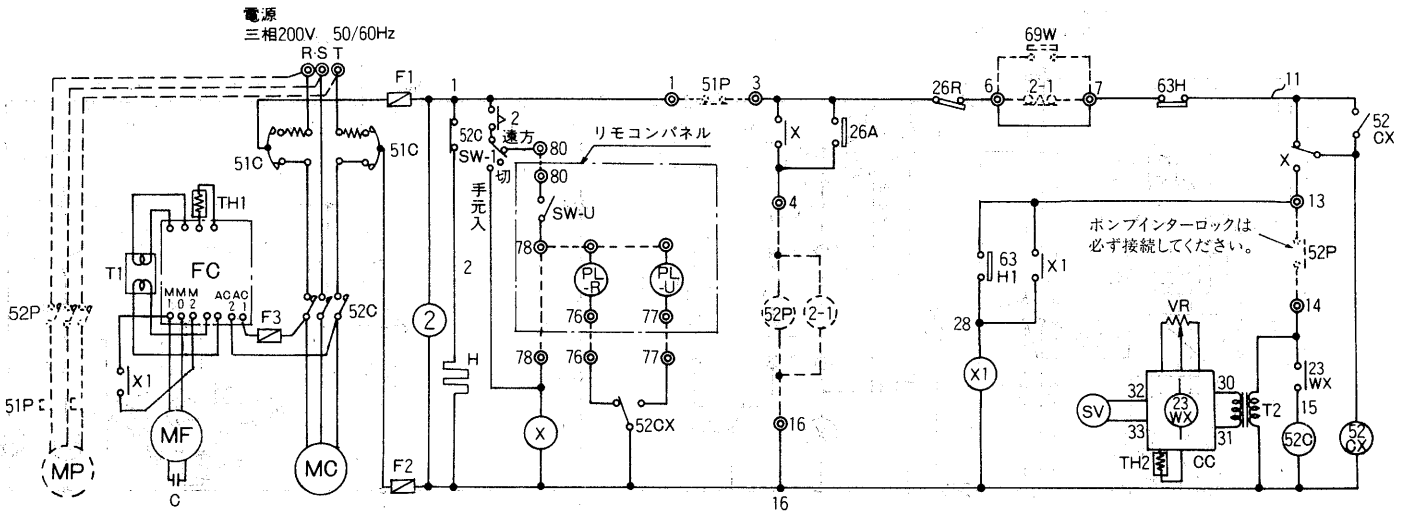 電源
三相200V 50/60Hz
R S T
F1
1
1
51P
3
69W
6
2-1
7
26R
63H
11
52C
2
遠方
SW-1
切
手元入
リモコンパネル
80
80
SW-U
78
PL-R
PL-U
76
77
78
76
77
52CX
X
X
26A
4
52P
2-1
16
16
52CX
X
13
ポンプインターロックは
必ず接続してください。
52P
14
63H1
X1
28
X1
VR
32
33
SV
23WX
30
31
T2
TH2
CC
23WX
15
52C
52CX
51C
51C
TH1
T1
FC
M1
M0
M2
AC2
AC1
F3
52C
52P
X1
51P
MP
MF
C
MC
F2
2
2
H